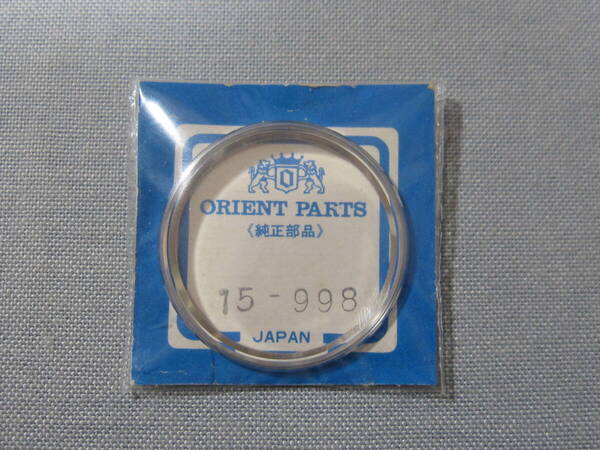 O
ORIENT PARTS
《純正部品》
15-998
JAPAN